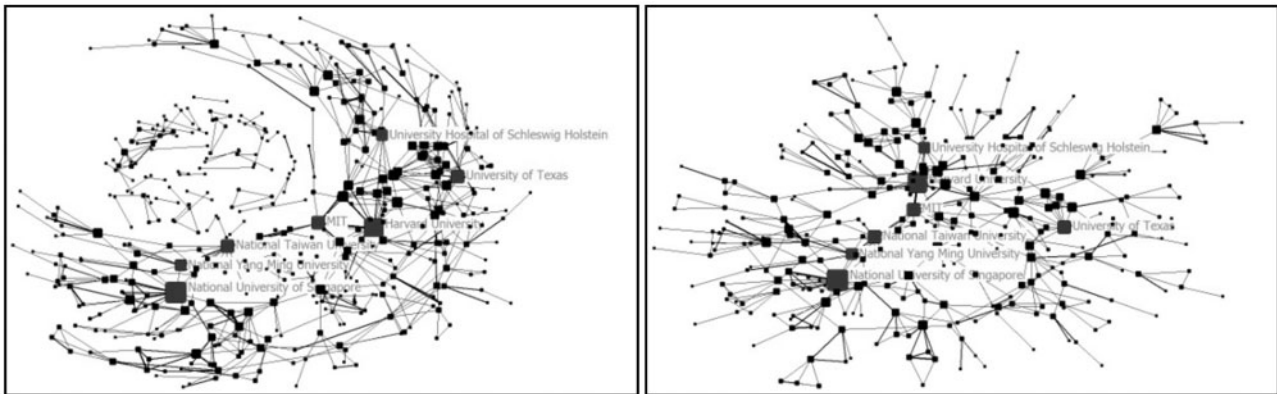 University Hospital of Schleswig Holstein
University of Texas
MIT
Harvard University
National Taiwan University
National Yang Ming University
National University of Singapore
University Hospital of Schleswig Holstein
vard University
MIT
University of Texas
National Taiwan University
National Yang Ming University
National University of Singapore